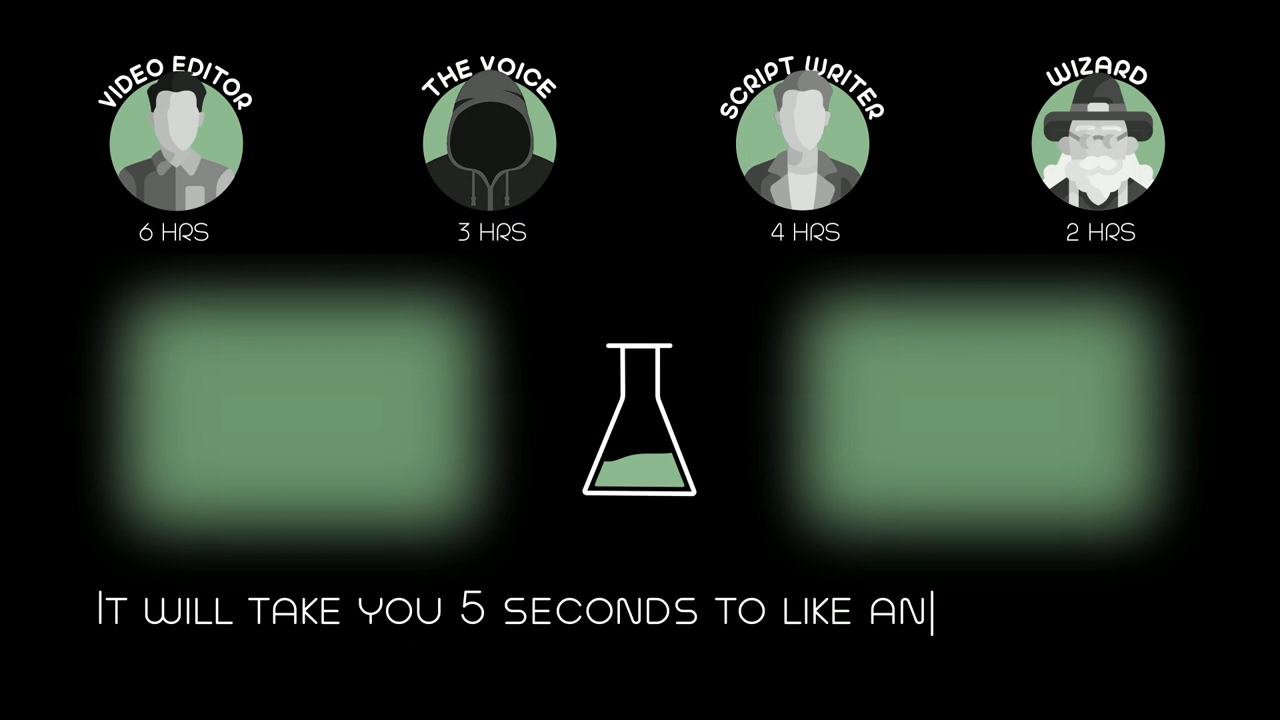 VIDEO EDITOR
THE VOICE
SCRIPT WRITER
WIZARD
6 HRS
3 HRS
4 HRS
2 HRS
IT WILL TAKE YOU 5 SECONDS TO LIKE AN